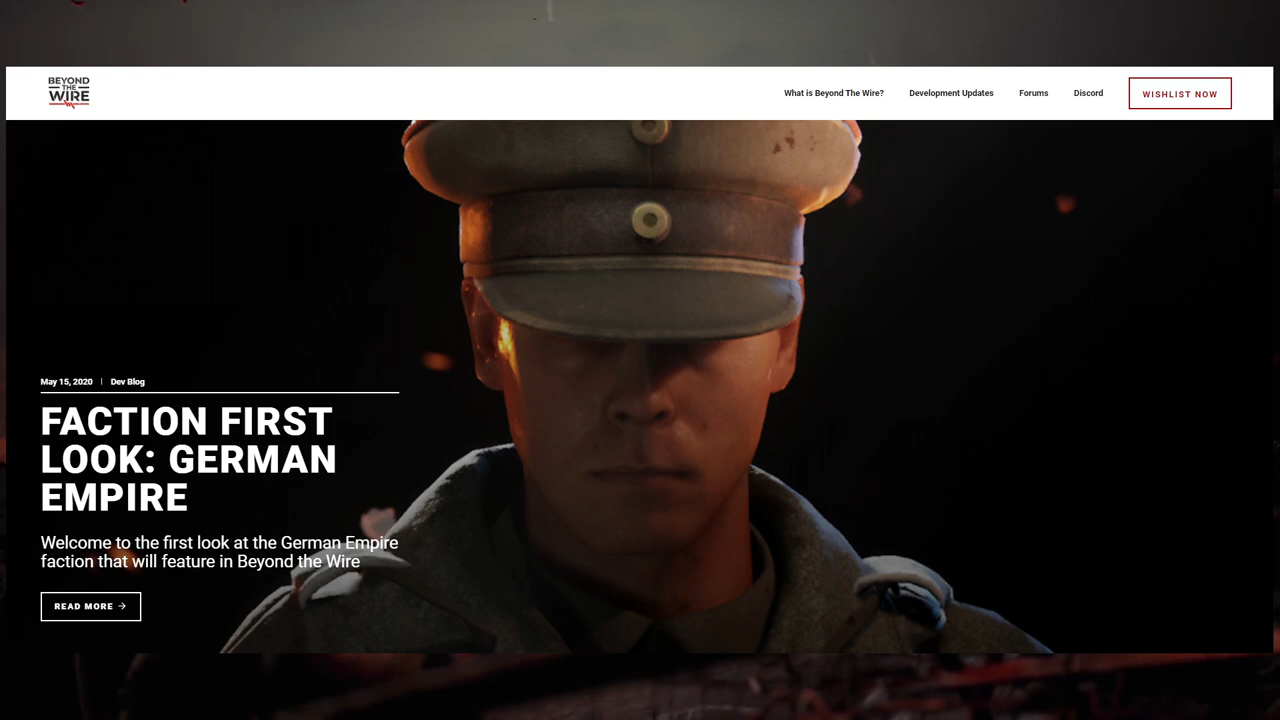 BEYOND
THE
WIRE
What is Beyond The Wire?
Development Updates
Forums
Discord
WISHLIST NOW
May 15, 2020 | Dev Blog
FACTION FIRST
LOOK: GERMAN
EMPIRE
Welcome to the first look at the German Empire
faction that will feature in Beyond the Wire
READ MORE →